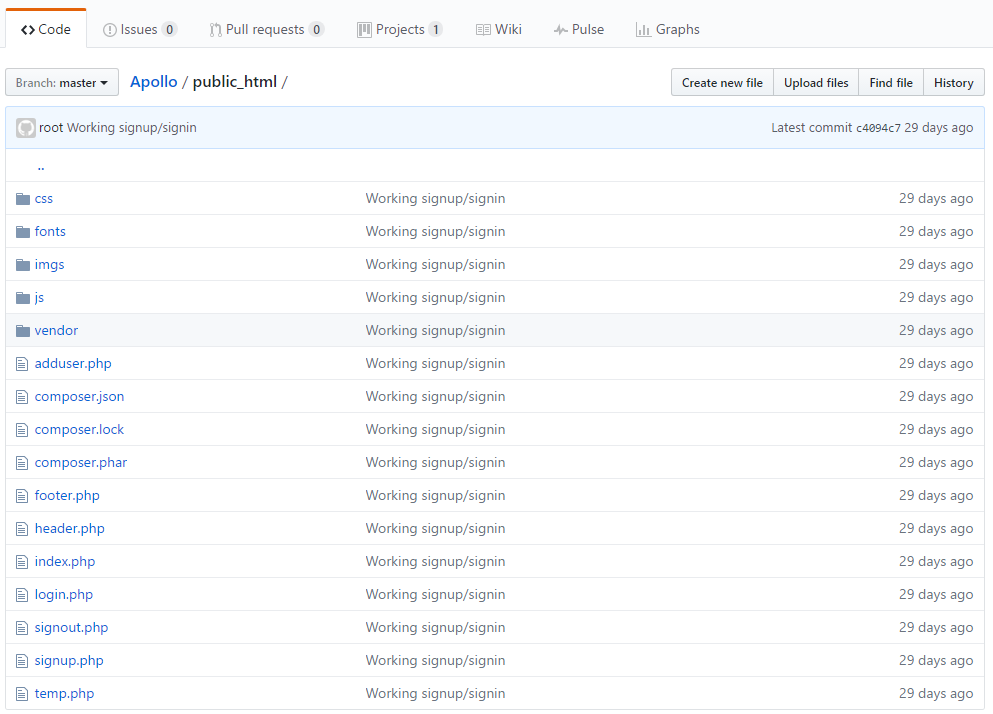 Code Issues 0 Pull requests 0 Projects 1 Wiki Pulse Graphs
Branch: master Apollo / public_html / Create new file Upload files Find file History
root Working signup/signin Latest commit c4094c7 29 days ago
..
css Working signup/signin 29 days ago
fonts Working signup/signin 29 days ago
imgs Working signup/signin 29 days ago
js Working signup/signin 29 days ago
vendor Working signup/signin 29 days ago
adduser.php Working signup/signin 29 days ago
composer.json Working signup/signin 29 days ago
composer.lock Working signup/signin 29 days ago
composer.phar Working signup/signin 29 days ago
footer.php Working signup/signin 29 days ago
header.php Working signup/signin 29 days ago
index.php Working signup/signin 29 days ago
login.php Working signup/signin 29 days ago
signout.php Working signup/signin 29 days ago
signup.php Working signup/signin 29 days ago
temp.php Working signup/signin 29 days ago